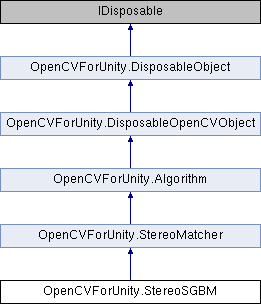 IDisposable
OpenCVForUnity.DisposableObject
OpenCVForUnity.DisposableOpenCVObject
OpenCVForUnity.Algorithm
OpenCVForUnity.StereoMatcher
OpenCVForUnity.StereoSGBM